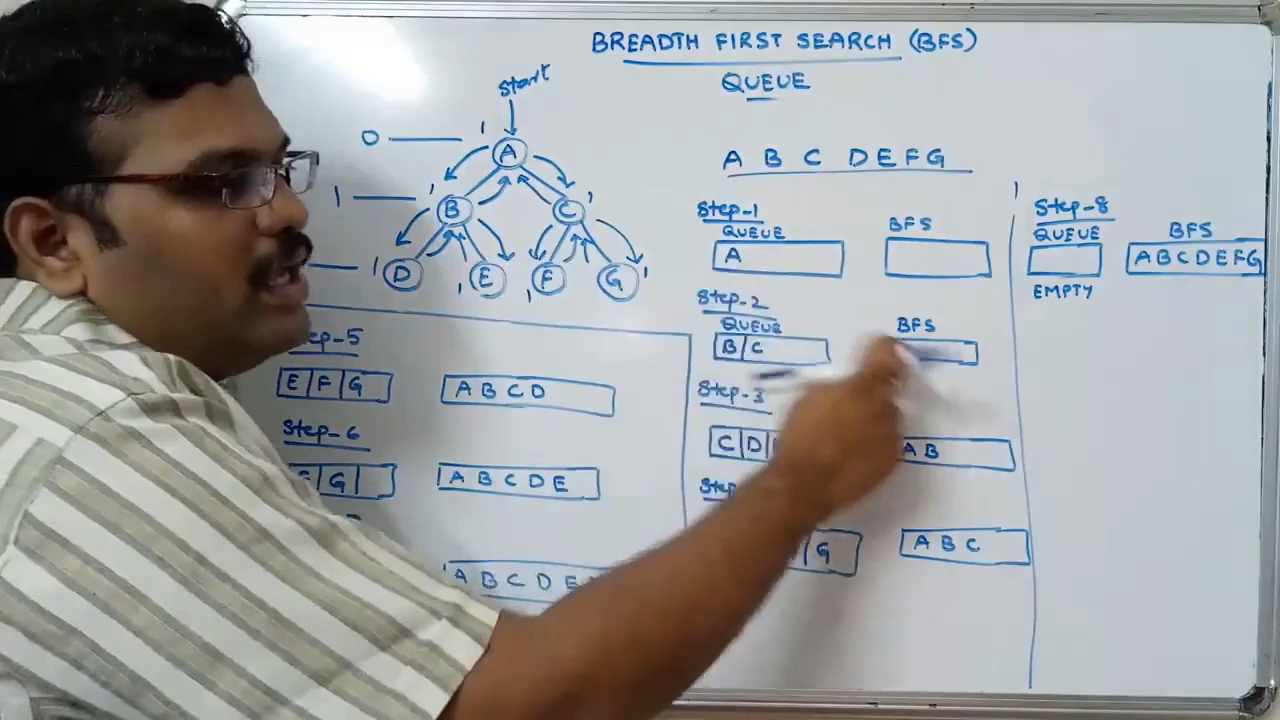 BREADTH FIRST SEARCH (BFS)
QUEUE
Start
0
A
1
B C
D E F G
A B C D E F G
Step-1
QUEUE BFS
A
Step-2
QUEUE BFS
B C
Step-3
C D
A B
G
A B C
Step-5
E F G
A B C D
Step-6
G
A B C D E
A B C D E
Step-8
QUEUE BFS
A B C D E F G
EMPTY